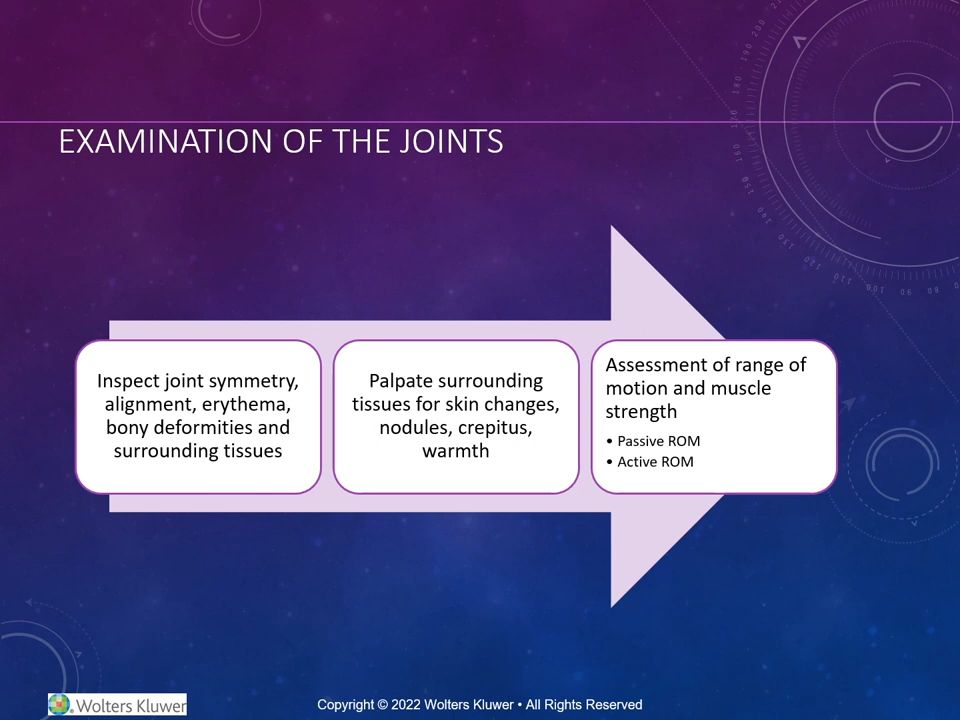 EXAMINATION OF THE JOINTS
Inspect joint symmetry,
alignment, erythema,
bony deformities and
surrounding tissues
Palpate surrounding
tissues for skin changes,
nodules, crepitus,
warmth
Assessment of range of
motion and muscle
strength
• Passive ROM
• Active ROM
Wolters Kluwer
Copyright © 2022 Wolters Kluwer • All Rights Reserved